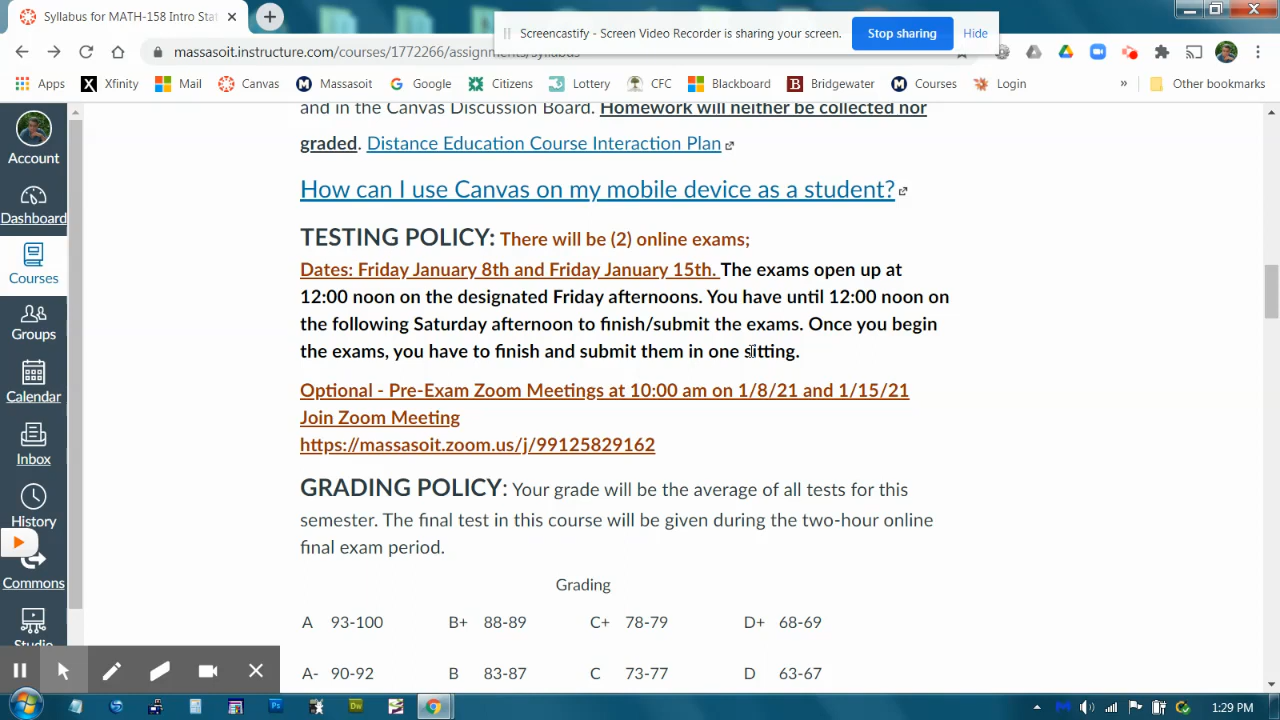 Syllabus for MATH-158 Intro Stat
Screencastify - Screen Video Recorder is sharing your screen.
Stop sharing
Hide
massasoit.instructure.com/courses/1772266/assignments/syllabus
Apps
Xfinity
Mail
Canvas
Massasoit
Google
Citizens
Lottery
CFC
Blackboard
Bridgewater
Courses
Login
»
Other bookmarks
Account
Dashboard
Courses
Groups
Calendar
Inbox
History
Commons
Studio
and in the Canvas Discussion Board. Homework will neither be collected nor
graded. Distance Education Course Interaction Plan
How can I use Canvas on my mobile device as a student?
TESTING POLICY: There will be (2) online exams;
Dates: Friday January 8th and Friday January 15th. The exams open up at
12:00 noon on the designated Friday afternoons. You have until 12:00 noon on
the following Saturday afternoon to finish/submit the exams. Once you begin
the exams, you have to finish and submit them in one sitting.
Optional - Pre-Exam Zoom Meetings at 10:00 am on 1/8/21 and 1/15/21
Join Zoom Meeting
https://massasoit.zoom.us/j/99125829162
GRADING POLICY: Your grade will be the average of all tests for this
semester. The final test in this course will be given during the two-hour online
final exam period.
Grading
A 93-100 B+ 88-89 C+ 78-79 D+ 68-69
A- 90-92 B 83-87 C 73-77 D 63-67
1:29 PM